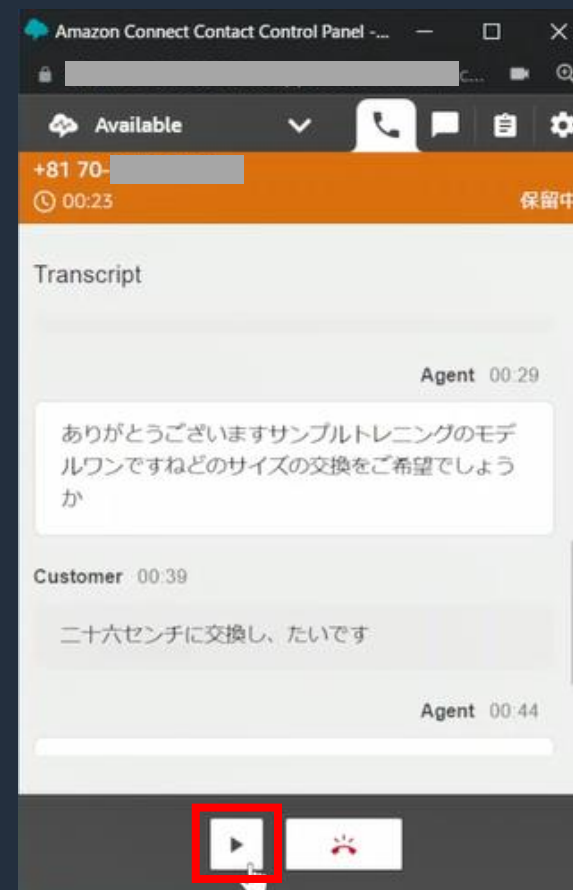 Amazon Connect Contact Control Panel -...
c...
Available
+81 70-
00:23
保留中
Transcript
Agent 00:29
ありがとうございますサンプルトレニングのモデ
ルワンですねどのサイズの交換をご希望でしょう
か
Customer 00:39
二十六センチに交換し、たいです
Agent 00:44